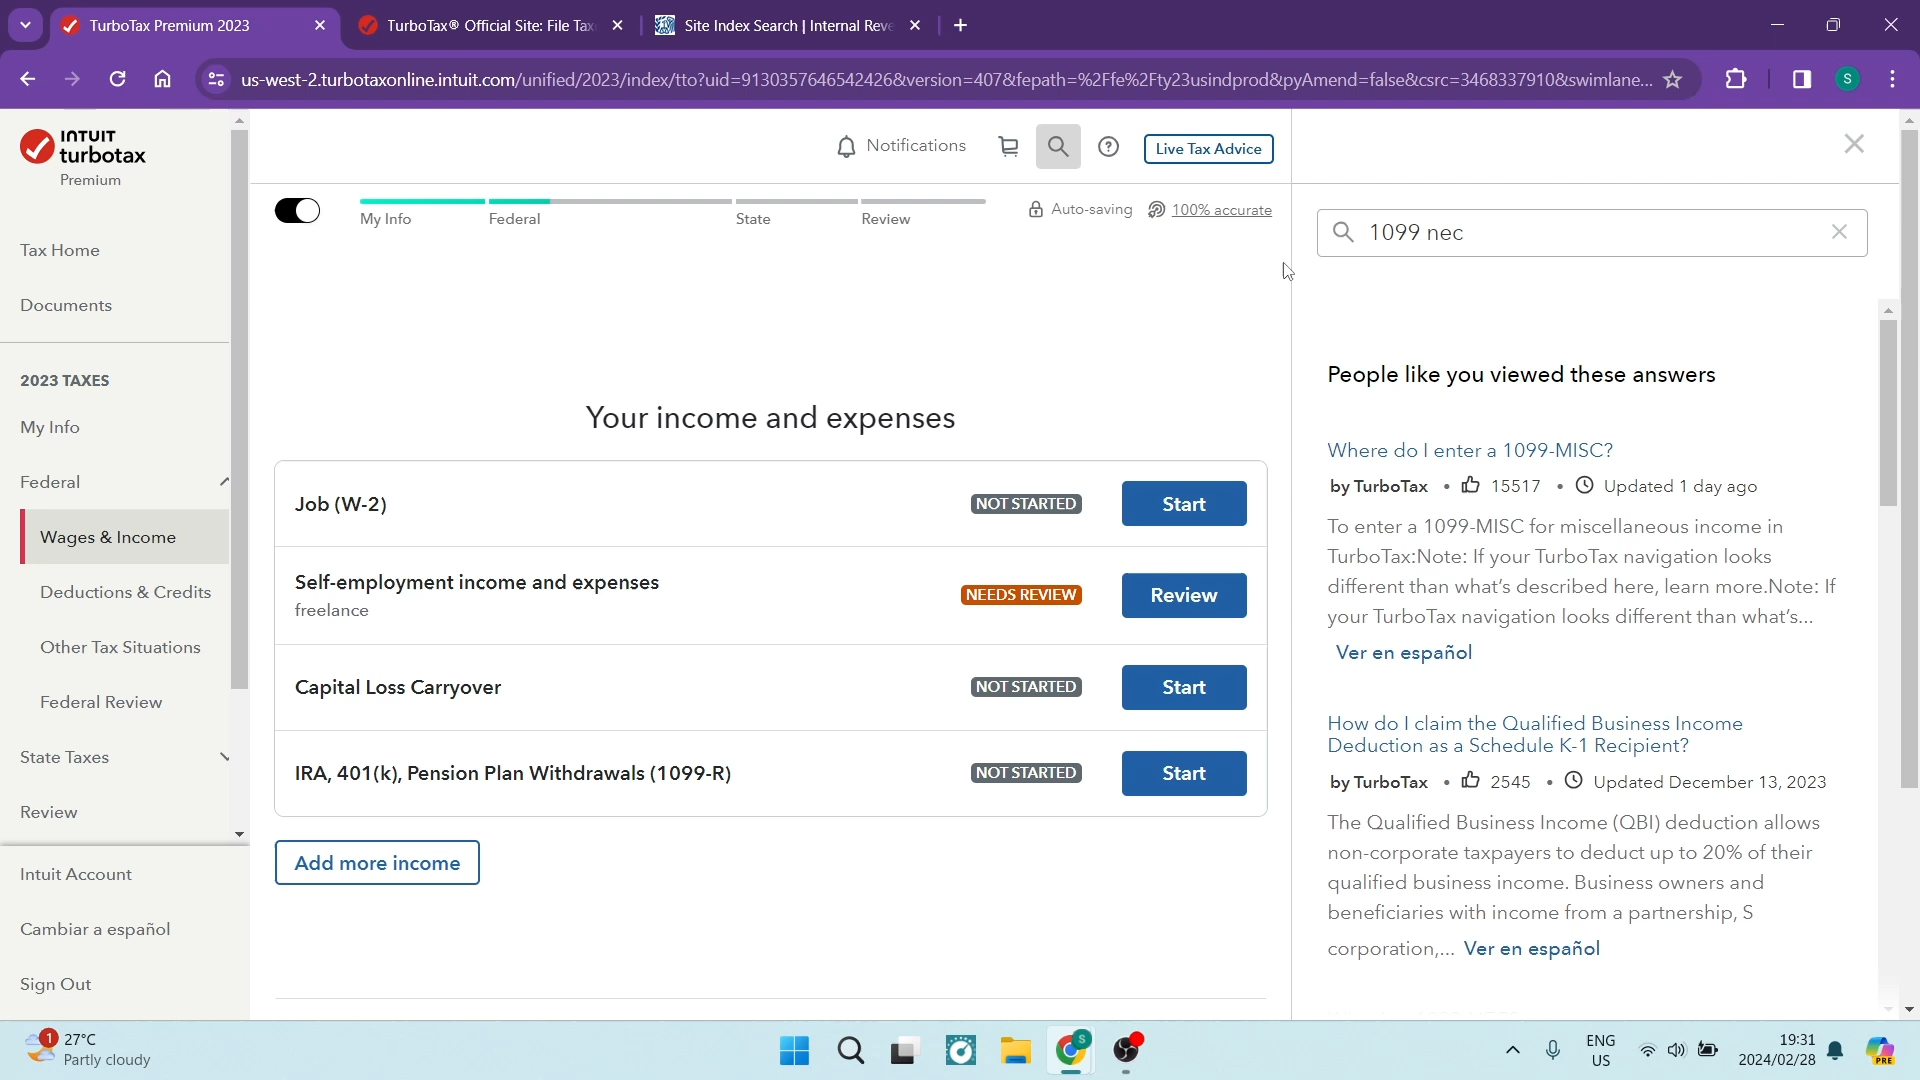 TurboTax Premium 2023
TurboTax® Official Site: File Tax
Site Index Search | Internal Reve
us-west-2.turbotaxonline.intuit.com/unified/2023/index/tto?uid=9130357646542426&version=407&fepath=%2Ffe%2Fty23usindprod&pyAmend=false&csrc=3468337910&swimlane...
S
INTUIT
turbotax
Premium
Notifications
Live Tax Advice
My Info
Federal
State
Review
Auto-saving
100% accurate
1099 nec
Tax Home
Documents
2023 TAXES
My Info
Federal
Wages & Income
Deductions & Credits
Other Tax Situations
Federal Review
State Taxes
Review
Intuit Account
Cambiar a español
Sign Out
Your income and expenses
Job (W-2)
NOT STARTED
Start
Self-employment income and expenses
freelance
NEEDS REVIEW
Review
Capital Loss Carryover
NOT STARTED
Start
IRA, 401(k), Pension Plan Withdrawals (1099-R)
NOT STARTED
Start
Add more income
People like you viewed these answers
Where do I enter a 1099-MISC?
by TurboTax • 15517 • Updated 1 day ago
To enter a 1099-MISC for miscellaneous income in
TurboTax:Note: If your TurboTax navigation looks
different than what's described here, learn more.Note: If
your TurboTax navigation looks different than what's...
Ver en español
How do I claim the Qualified Business Income
Deduction as a Schedule K-1 Recipient?
by TurboTax • 2545 • Updated December 13, 2023
The Qualified Business Income (QBI) deduction allows
non-corporate taxpayers to deduct up to 20% of their
qualified business income. Business owners and
beneficiaries with income from a partnership, S
corporation,... Ver en español
1
27°C
Partly cloudy
S
ENG
US
19:31
2024/02/28
PRE